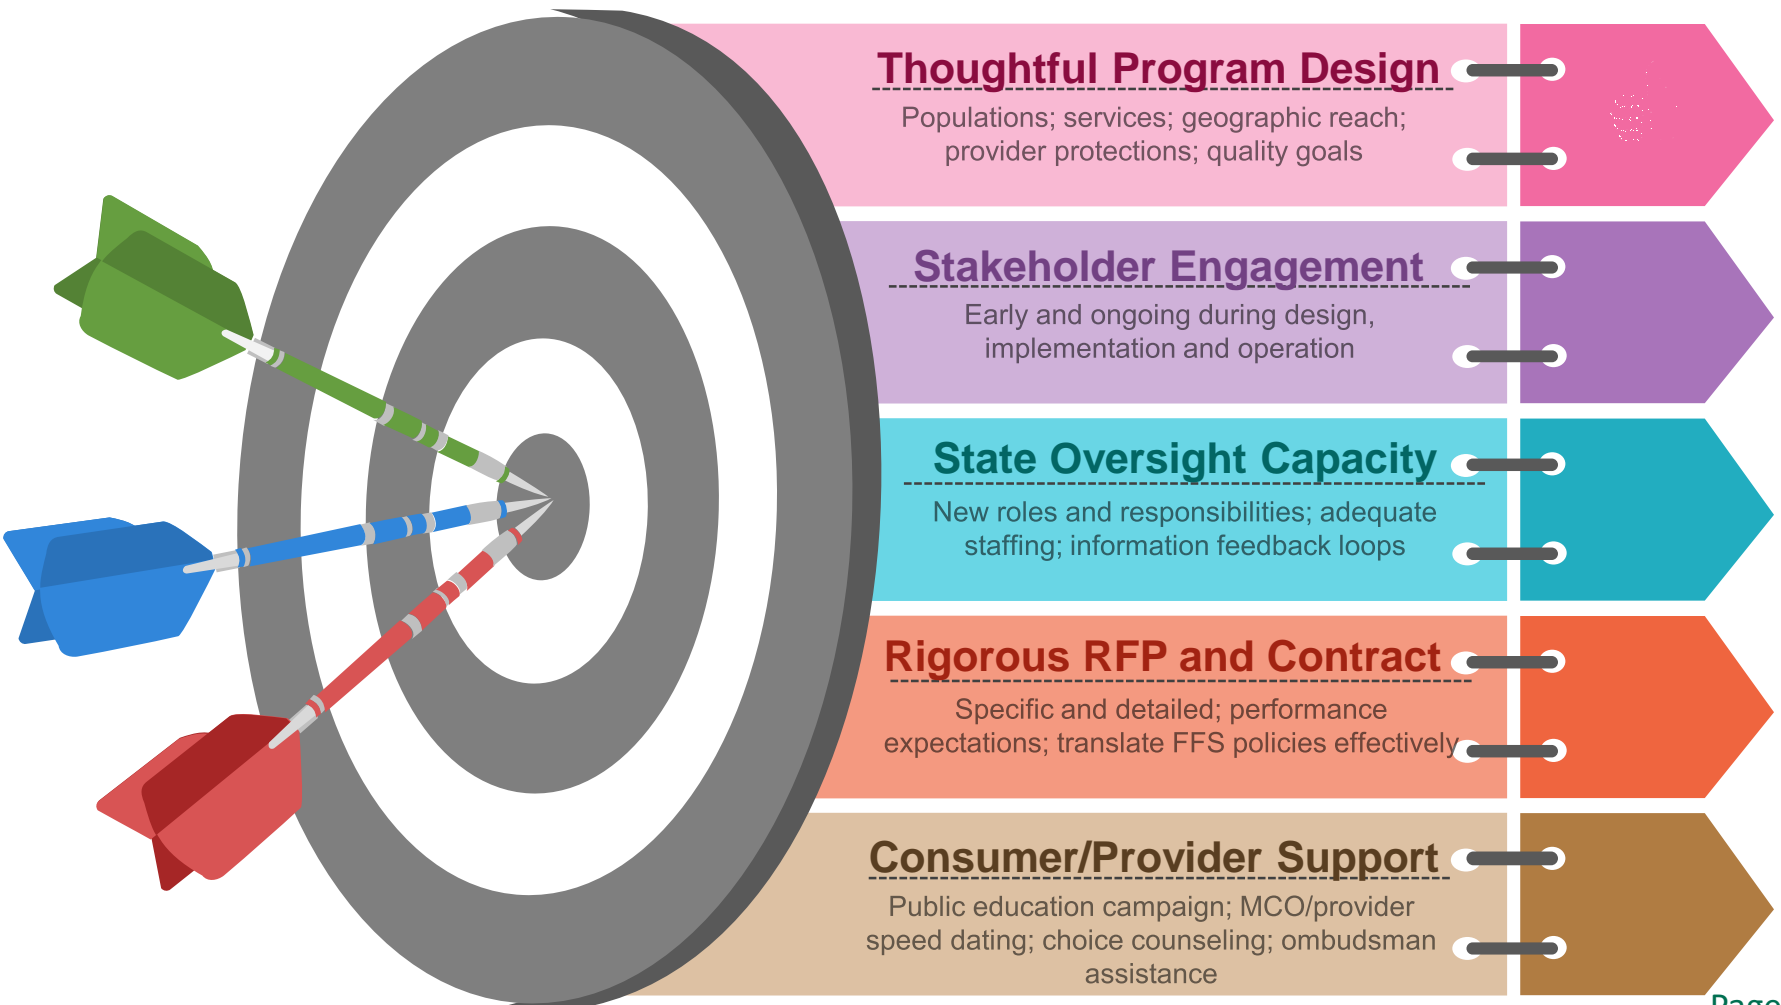 Thoughtful Program Design
Populations; services; geographic reach;
provider protections; quality goals
Stakeholder Engagement
Early and ongoing during design,
implementation and operation
State Oversight Capacity
New roles and responsibilities; adequate
staffing; information feedback loops
Rigorous RFP and Contract
Specific and detailed; performance
expectations; translate FFS policies effectively
Consumer/Provider Support
Public education campaign; MCO/provider
speed dating; choice counseling; ombudsman
assistance
Page